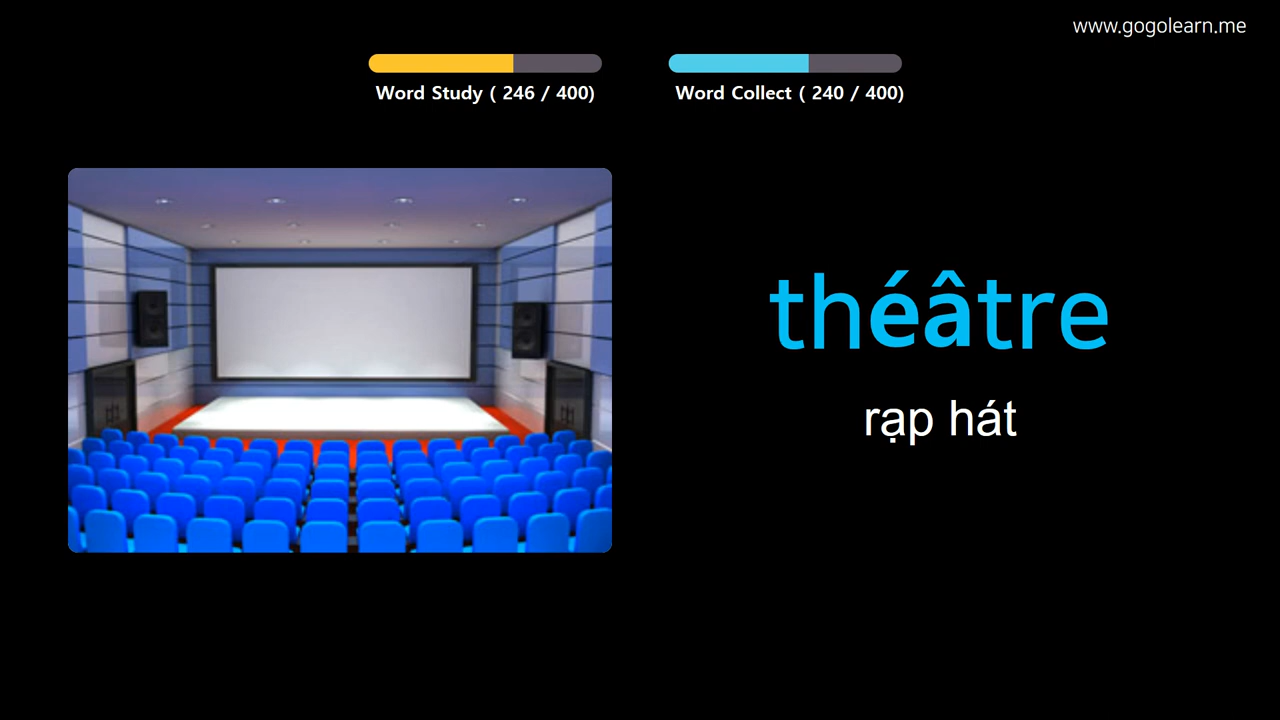 www.gogolearn.me
Word Study ( 246 / 400)
Word Collect ( 240 / 400)
théâtre
rạp hát